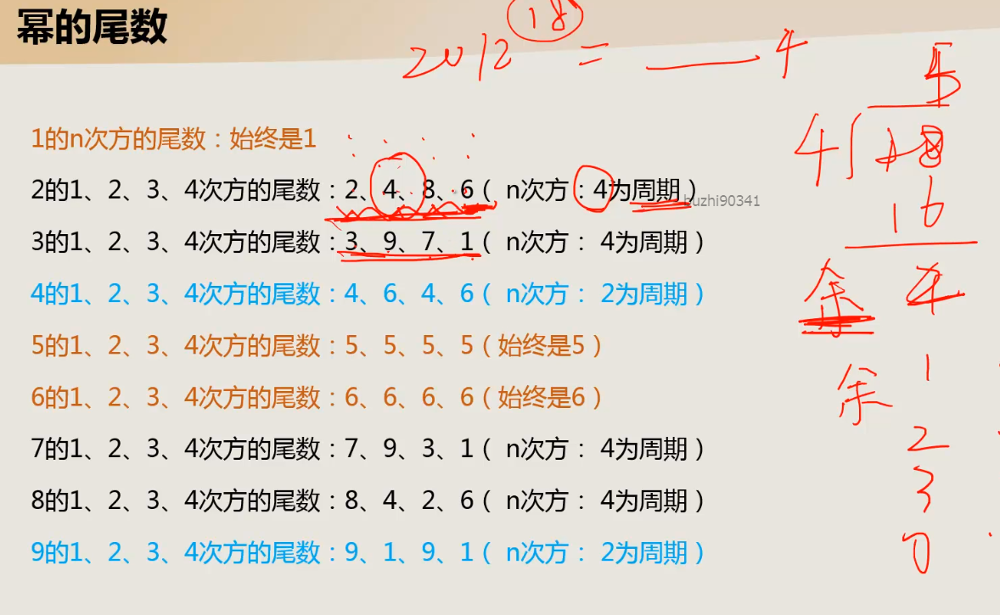 幂的尾数
2012 18 = 4
1的n次方的尾数：始终是1
2的1、2、3、4次方的尾数：2、4、8、6（ n次方：4为周期）
buzhi90341
3的1、2、3、4次方的尾数：3、9、7、1（ n次方： 4为周期）
4的1、2、3、4次方的尾数：4、6、4、6（ n次方： 2为周期）
5的1、2、3、4次方的尾数：5、5、5、5（始终是5）
6的1、2、3、4次方的尾数：6、6、6、6（始终是6）
7的1、2、3、4次方的尾数：7、9、3、1（ n次方： 4为周期）
8的1、2、3、4次方的尾数：8、4、2、6（ n次方： 4为周期）
9的1、2、3、4次方的尾数：9、1、9、1（ n次方： 2为周期）
4 18
16
余 2
余 1
2
3
0